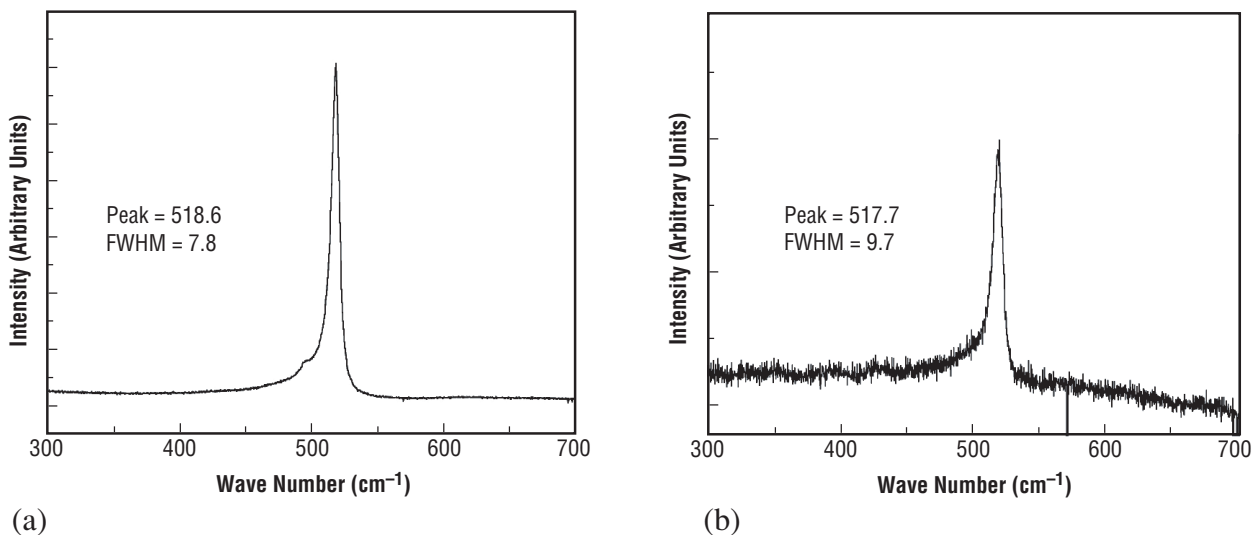 Intensity (Arbitrary Units)
Peak = 518.6
FWHM = 7.8
300 400 500 600 700
Wave Number (cm–1)
(a)
Intensity (Arbitrary Units)
Peak = 517.7
FWHM = 9.7
300 400 500 600 700
Wave Number (cm–1)
(b)